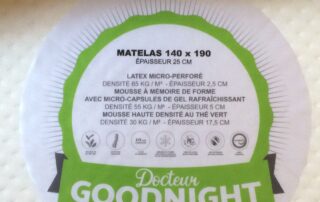 MATELAS 140 x 190
ÉPAISSEUR 25 CM
LATEX MICRO-PERFORÉ
DENSITÉ 65 KG / M³ - ÉPAISSEUR 2,5 CM
MOUSSE À MÉMOIRE DE FORME
AVEC MICRO-CAPSULES DE GEL RAFRAÎCHISSANT
DENSITÉ 55 KG / M³ - ÉPAISSEUR 5 CM
MOUSSE HAUTE DENSITÉ AU THÉ VERT
DENSITÉ 30 KG / M³ - ÉPAISSEUR 17,5 CM
Docteur
GOODNIGHT